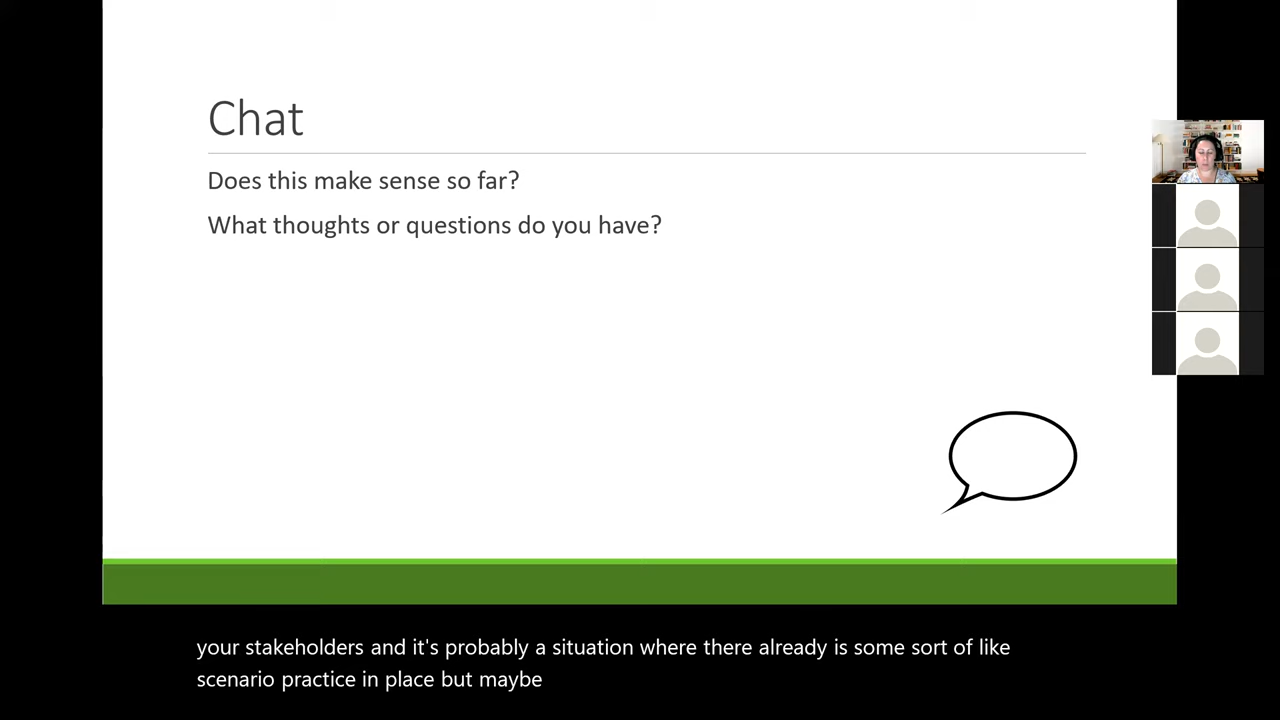 Chat
Does this make sense so far?
What thoughts or questions do you have?
your stakeholders and it's probably a situation where there already is some sort of like
scenario practice in place but maybe